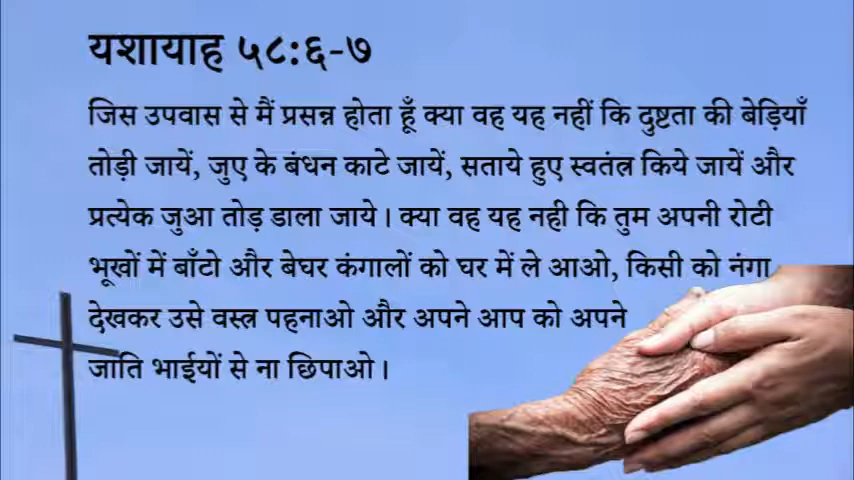 यशायाह ५८:६-७
जिस उपवास से मैं प्रसन्न होता हूँ क्या वह यह नहीं कि दुष्टता की बेड़ियाँ
तोड़ी जायें, जुए के बंधन काटे जायें, सताये हुए स्वतंत्र किये जायें और
प्रत्येक जुआ तोड़ डाला जाये। क्या वह यह नही कि तुम अपनी रोटी
भूखों में बाँटो और बेघर कंगालों को घर में ले आओ, किसी को नंगा
देखकर उसे वस्त्र पहनाओ और अपने आप को अपने
जाति भाईयों से ना छिपाओ।